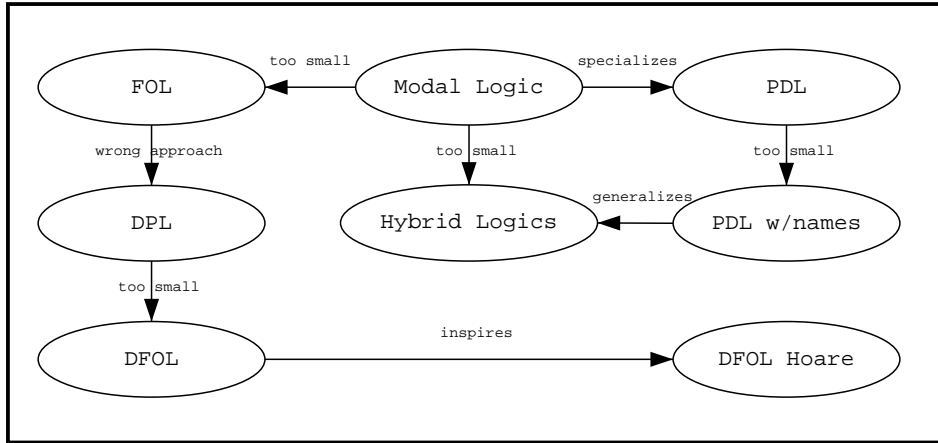 too small
specializes
FOL
Modal Logic
PDL
wrong approach
too small
too small
generalizes
DPL
Hybrid Logics
PDL w/names
too small
inspires
DFOL
DFOL Hoare